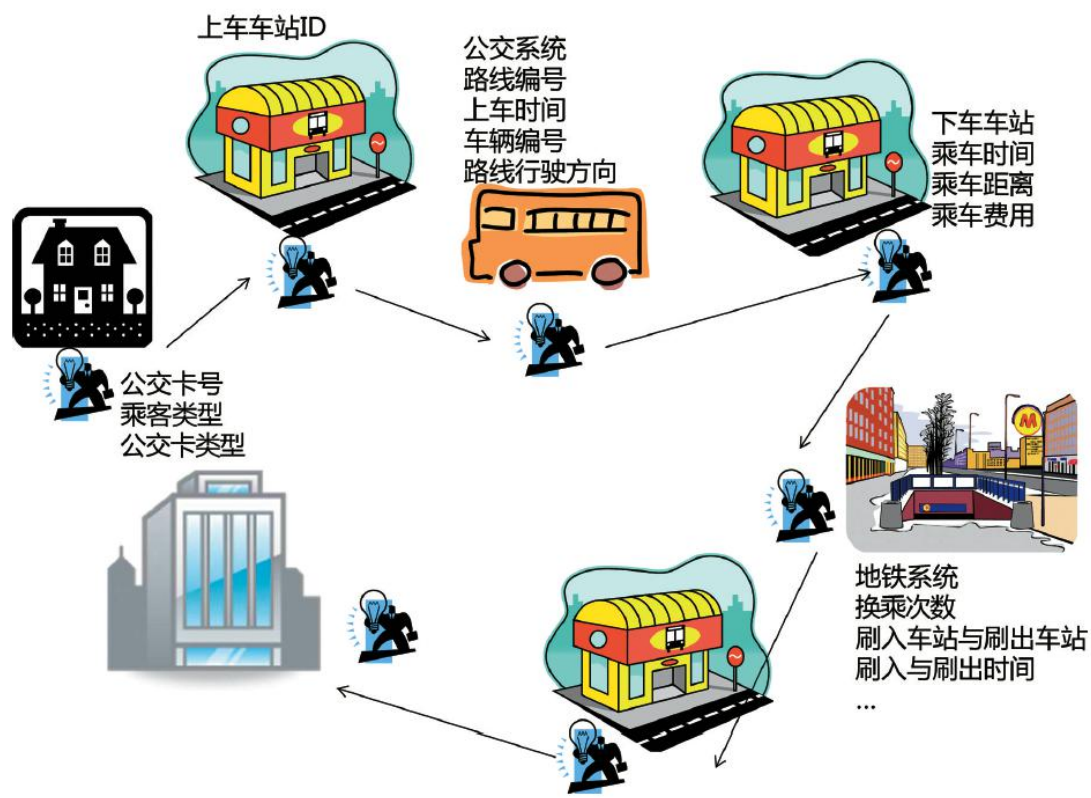 上车车站ID
公交系统
路线编号
上车时间
车辆编号
路线行驶方向
下车车站
乘车时间
乘车距离
乘车费用
公交卡号
乘客类型
公交卡类型
M
地铁系统
换乘次数
刷入车站与刷出车站
刷入与刷出时间
...